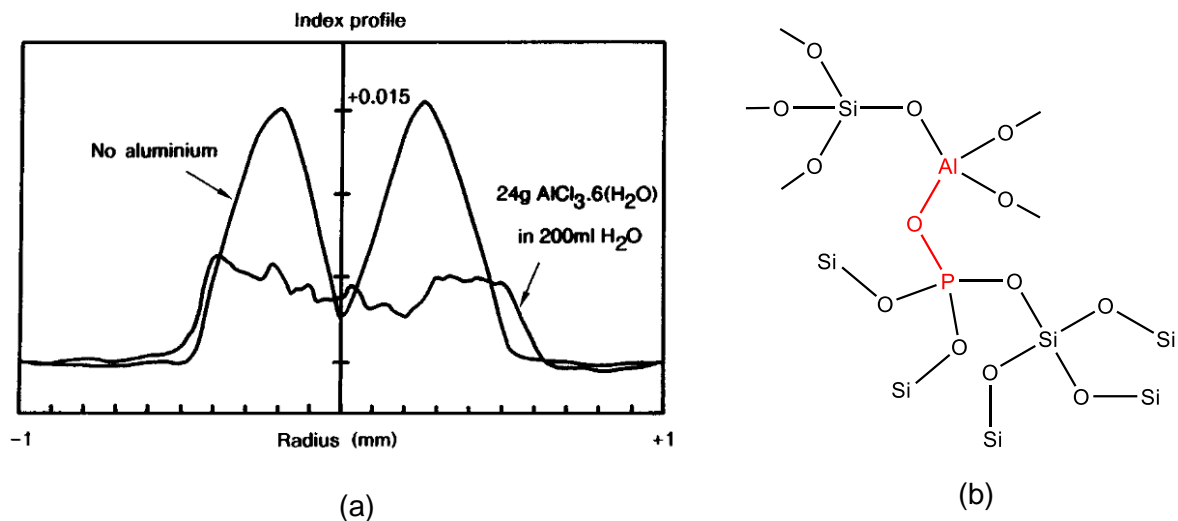 Index profile
+0.015
No aluminium
24g AlCl3.6(H2O)
in 200ml H2O
-1
Radius (mm)
+1
(a)
O
O
Si
O
O
O
Al
O
O
O
Si
O
P
O
O
Si
O
Si
Si
O
O
Si
Si
(b)